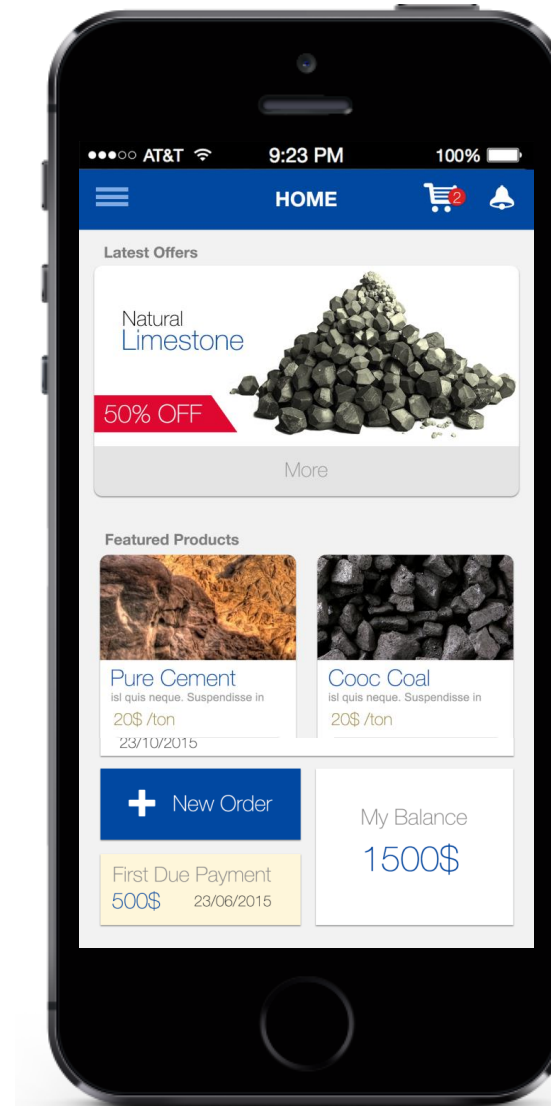 AT&T 9:23 PM 100%
HOME 2
Latest Offers
Natural
Limestone
50% OFF
More
Featured Products
Pure Cement
isl quis neque. Suspendisse in
20$ /ton
23/10/2015
Cooc Coal
isl quis neque. Suspendisse in
20$ /ton
New Order
First Due Payment
500$ 23/06/2015
My Balance
1500$